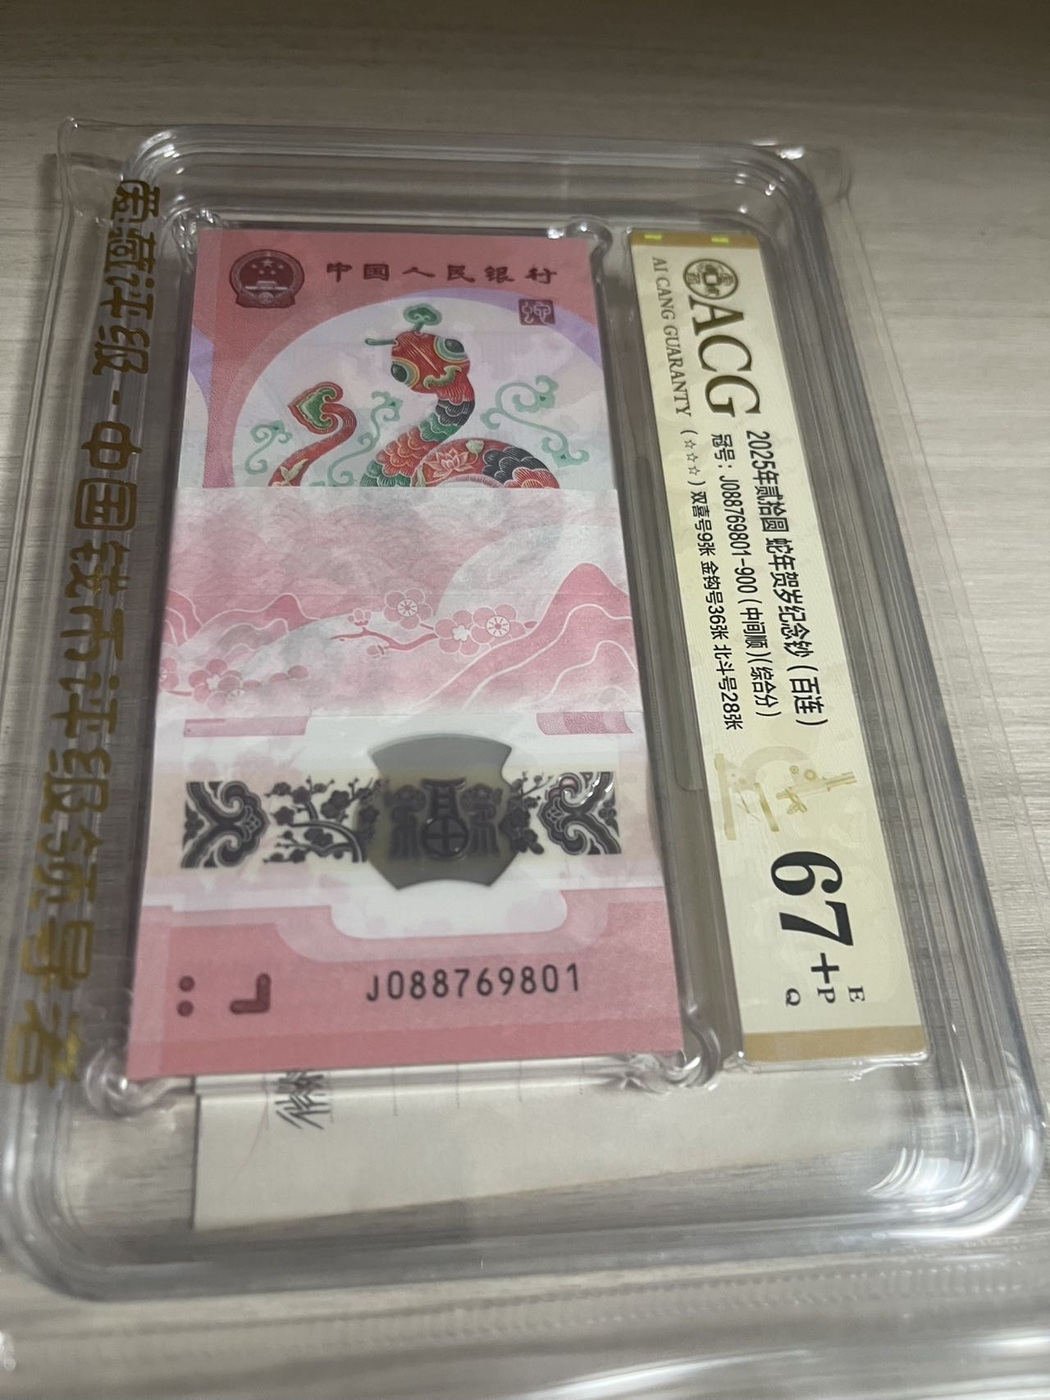 爱藏评级-中国钱币评级领导者
中国人民银行
J088769801
ACG
AI CANG GUARANTY
2025年贰拾圆 蛇年贺岁纪念钞（百连）
冠号：J088769801-900（中间顺）(综合分）
（☆☆☆）双喜号9张 金钩号36张 北斗号28张
67+
E
P
Q